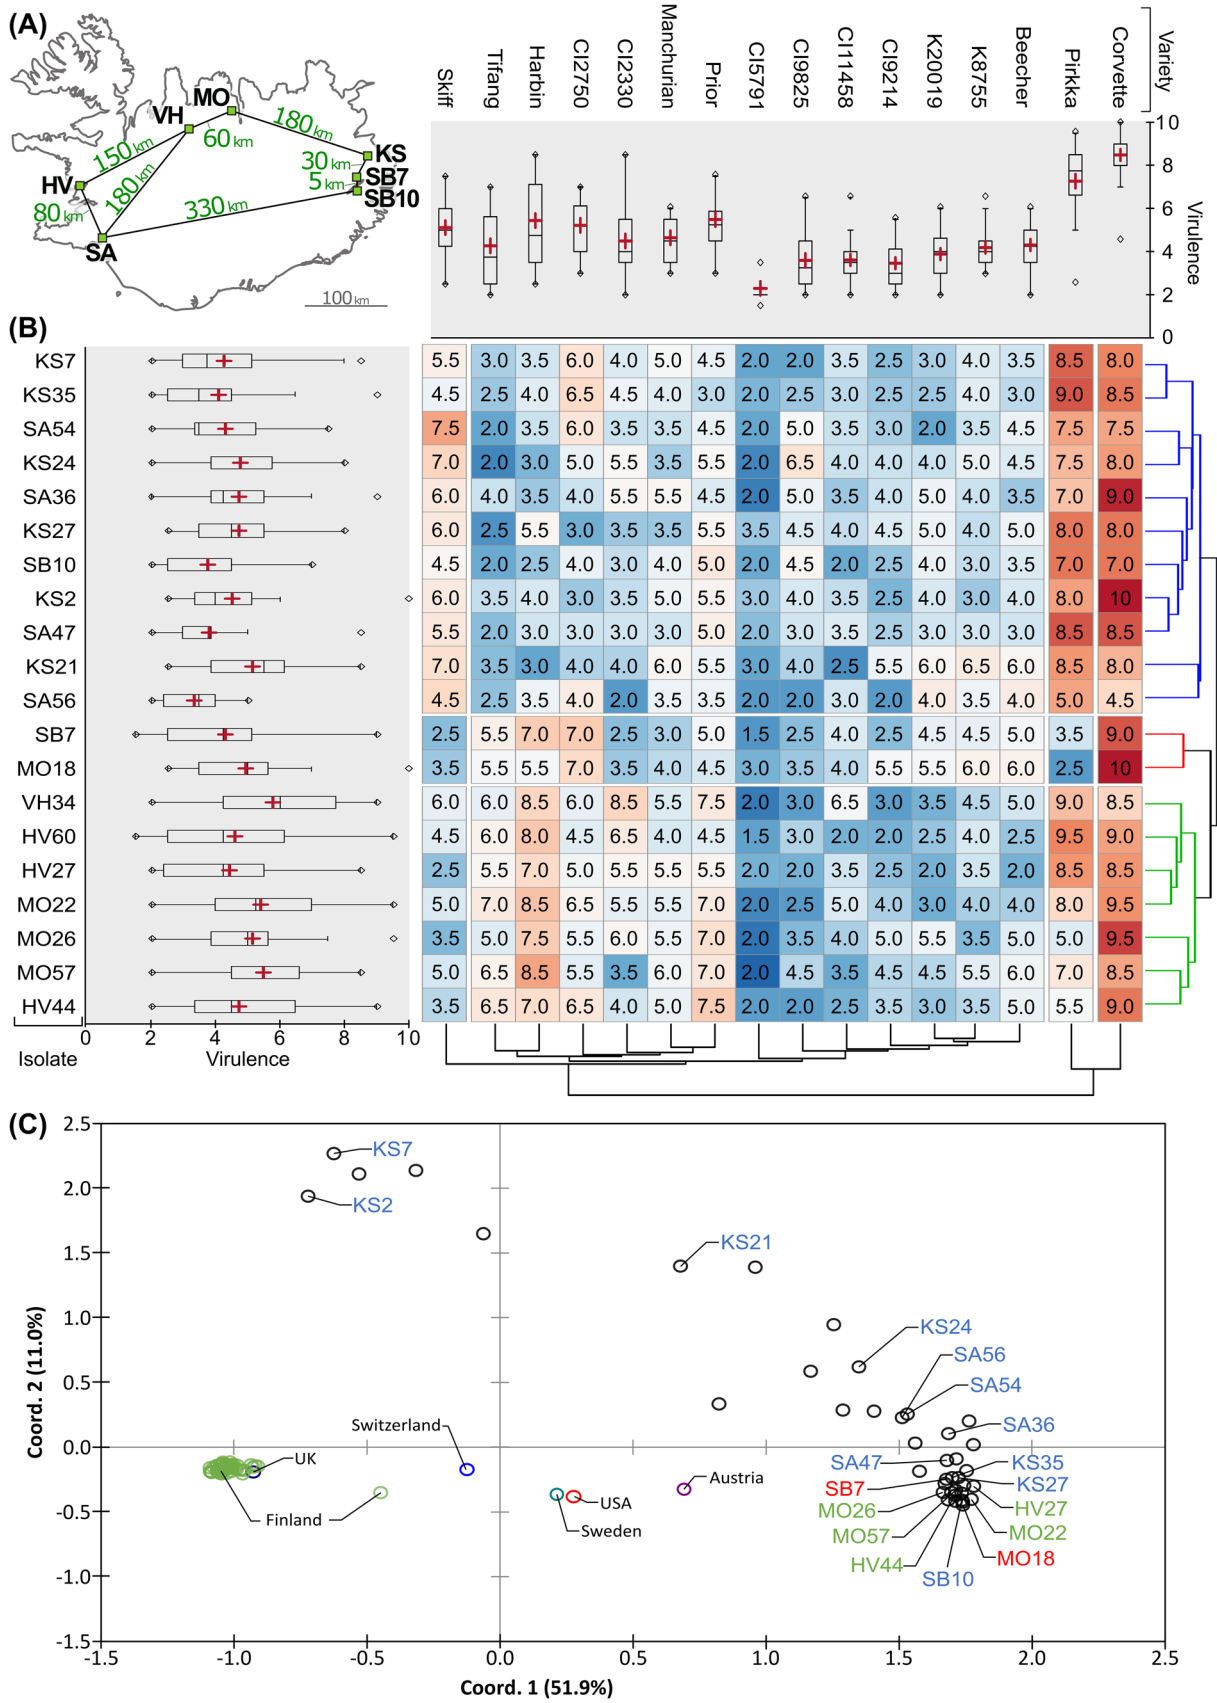 (A)
MO
VH
180 km
60 km
150 km
KS
30 km
SB7
5 km
SB10
HV
180 km
80 km
330 km
SA
100 km
Skiff
Tifang
Harbin
CI2750
CI2330
Manchurian
Prior
CI5791
CI9825
CI11458
CI9214
K20019
K8755
Beecher
Pirkka
Corvette
Variety
10
8
6
4
2
0
Virulence
(B)
KS7 5.5 3.0 3.5 6.0 4.0 5.0 4.5 2.0 2.0 3.5 2.5 3.0 4.0 3.5 8.5 8.0
KS35 4.5 2.5 4.0 6.5 4.5 4.0 3.0 2.0 2.5 3.0 2.5 2.5 4.0 3.0 9.0 8.5
SA54 7.5 2.0 3.5 6.0 3.5 3.5 4.5 2.0 5.0 3.5 3.0 2.0 3.5 4.5 7.5 7.5
KS24 7.0 2.0 3.0 5.0 5.5 3.5 5.5 2.0 6.5 4.0 4.0 4.0 5.0 4.5 7.5 8.0
SA36 6.0 4.0 3.5 4.0 5.5 5.5 4.5 2.0 5.0 3.5 4.0 5.0 4.0 3.5 7.0 9.0
KS27 6.0 2.5 5.5 3.0 3.5 3.5 5.5 3.5 4.5 4.0 4.5 5.0 4.0 5.0 8.0 8.0
SB10 4.5 2.0 2.5 4.0 3.0 4.0 5.0 2.0 4.5 2.0 2.5 4.0 3.0 3.5 7.0 7.0
KS2 6.0 3.5 4.0 3.0 3.5 5.0 5.5 3.0 4.0 3.5 2.5 4.0 3.0 4.0 8.0 10
SA47 5.5 2.0 3.0 3.0 3.0 3.0 5.0 2.0 3.0 3.5 2.5 3.0 3.0 3.0 8.5 8.5
KS21 7.0 3.5 3.0 4.0 4.0 6.0 5.5 3.0 4.0 2.5 5.5 6.0 6.5 6.0 8.5 8.0
SA56 4.5 2.5 3.5 4.0 2.0 3.5 3.5 2.0 2.0 3.0 2.0 4.0 3.5 4.0 5.0 4.5
SB7 2.5 5.5 7.0 7.0 2.5 3.0 5.0 1.5 2.5 4.0 2.5 4.5 4.5 5.0 3.5 9.0
MO18 3.5 5.5 5.5 7.0 3.5 4.0 4.5 3.0 3.5 4.0 5.5 5.5 6.0 6.0 2.5 10
VH34 6.0 6.0 8.5 6.0 8.5 5.5 7.5 2.0 3.0 6.5 3.0 3.5 4.5 5.0 9.0 8.5
HV60 4.5 6.0 8.0 4.5 6.5 4.0 4.5 1.5 3.0 2.0 2.0 2.5 4.0 2.5 9.5 9.0
HV27 2.5 5.5 7.0 5.0 5.5 5.5 5.5 2.0 2.0 3.5 2.5 2.0 3.5 2.0 8.5 8.5
MO22 5.0 7.0 8.5 6.5 5.5 5.5 7.0 2.0 2.5 5.0 4.0 3.0 4.0 4.0 8.0 9.5
MO26 3.5 5.0 7.5 5.5 6.0 5.5 7.0 2.0 3.5 4.0 5.0 5.5 3.5 5.0 5.0 9.5
MO57 5.0 6.5 8.5 5.5 3.5 6.0 7.0 2.0 4.5 3.5 4.5 4.5 5.5 6.0 7.0 8.5
HV44 3.5 6.5 7.0 6.5 4.0 5.0 7.5 2.0 2.0 2.5 3.5 3.0 3.5 5.0 5.5 9.0
0 2 4 6 8 10
Isolate Virulence
(C)
2.5
2.0
1.5
1.0
0.5
0.0
-0.5
-1.0
-1.5
Coord. 2 (11.0%)
KS7
KS2
KS21
KS24
SA56
SA54
Switzerland
SA36
UK
SA47
KS35
Austria
SB7
KS27
USA
MO26
HV27
Finland
Sweden
MO57
MO22
HV44
MO18
SB10
-1.5 -1.0 -0.5 0.0 0.5 1.0 1.5 2.0 2.5
Coord. 1 (51.9%)